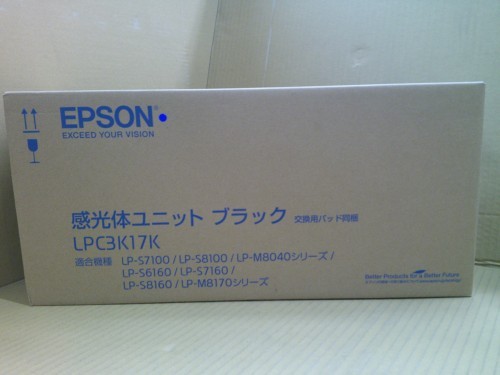 EPSON
EXCEED YOUR VISION
感光体ユニット ブラック 交換用パッド同梱
LPC3K17K
適合機種 LP-S7100 / LP-S8100 / LP-M8040シリーズ /
LP-S6160 / LP-S7160 /
LP-S8160 / LP-M8170シリーズ
Better Products for a Better Future